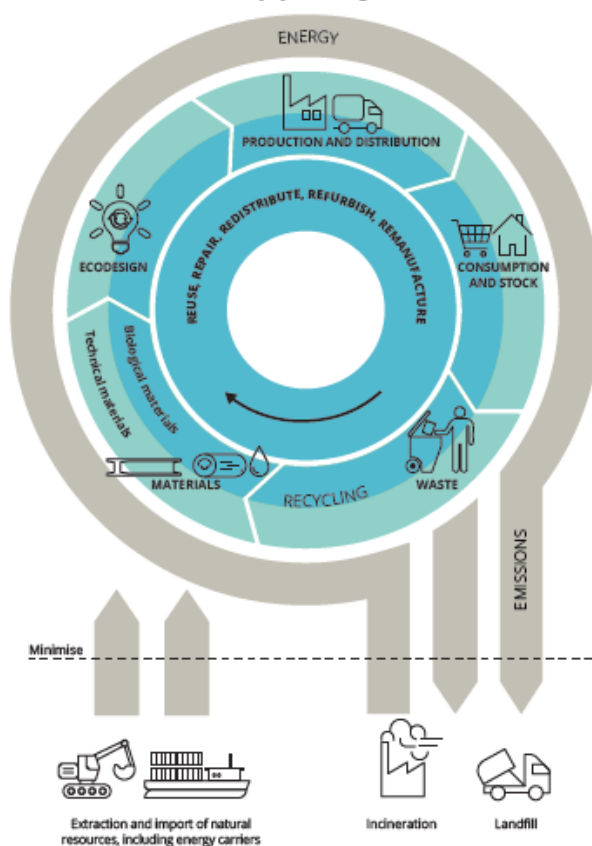 ENERGY
PRODUCTION AND DISTRIBUTION
REUSE, REPAIR, REDISTRIBUTE, REFURBISH, REMANUFACTURE
ECODESIGN
CONSUMPTION
AND STOCK
Technical materials
Biological materials
MATERIALS
RECYCLING
WASTE
EMISSIONS
Minimise
Extraction and import of natural
resources, including energy carriers
Incineration
Landfill